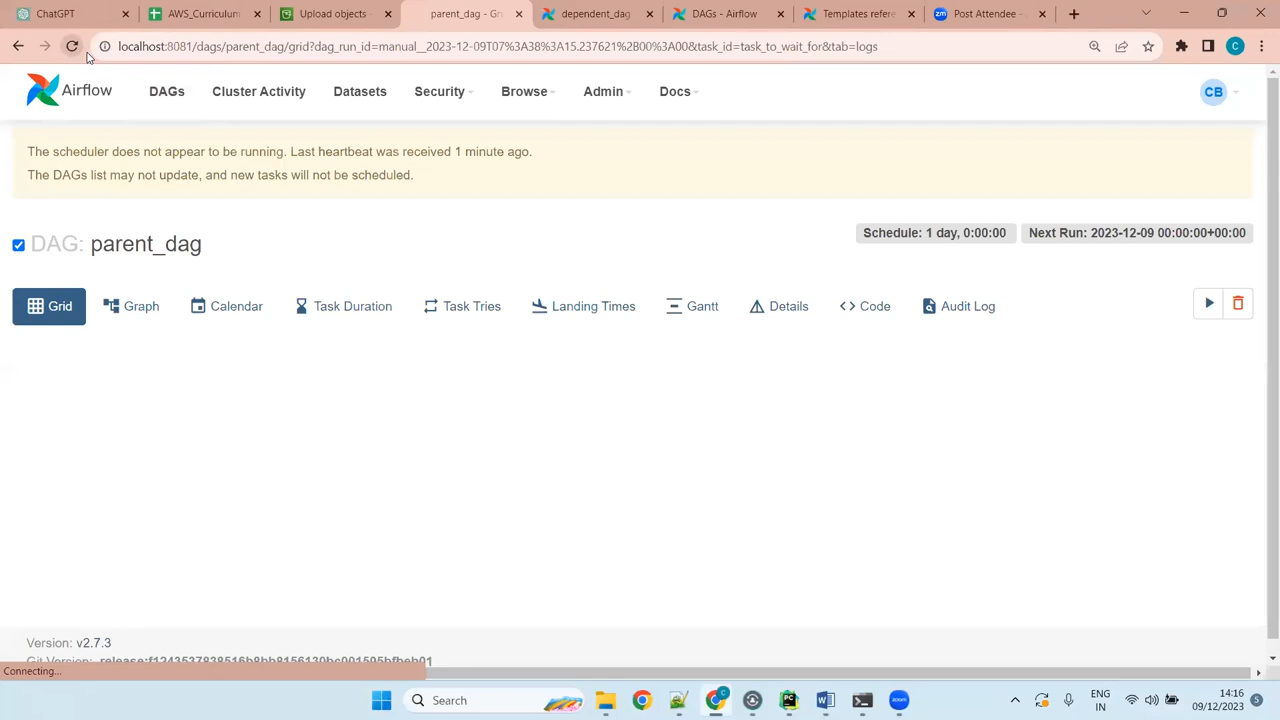 ChatGPT
AWS_Curriculum
Upload objects
parent_dag - Gr
dependent_dag
DAGs - Airflow
Templates refere
zm Post Attendee -
localhost:8081/dags/parent_dag/grid?dag_run_id=manual__2023-12-09T07%3A38%3A15.237621%2B00%3A00&task_id=task_to_wait_for&tab=logs
C
Airflow
DAGs
Cluster Activity
Datasets
Security
Browse
Admin
Docs
CB
The scheduler does not appear to be running. Last heartbeat was received 1 minute ago.
The DAGs list may not update, and new tasks will not be scheduled.
DAG: parent_dag
Schedule: 1 day, 0:00:00
Next Run: 2023-12-09 00:00:00+00:00
Grid
Graph
Calendar
Task Duration
Task Tries
Landing Times
Gantt
Details
Code
Audit Log
Version: v2.7.3
Git Version:
Connecting...
Search
C
PC
W
zoom
ENG
IN
14:16
09/12/2023
5